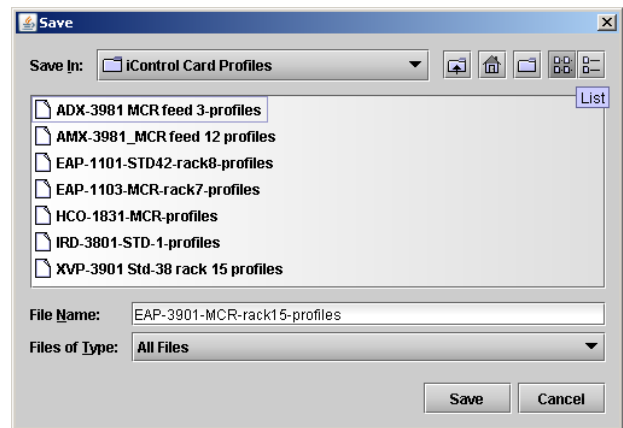 Save
Save In: iControl Card Profiles
List
ADX-3981 MCR feed 3-profiles
AMX-3981_MCR feed 12 profiles
EAP-1101-STD42-rack8-profiles
EAP-1103-MCR-rack7-profiles
HCO-1831-MCR-profiles
IRD-3801-STD-1-profiles
XVP-3901 Std-38 rack 15 profiles
File Name: EAP-3901-MCR-rack15-profiles
Files of Type: All Files
Save Cancel